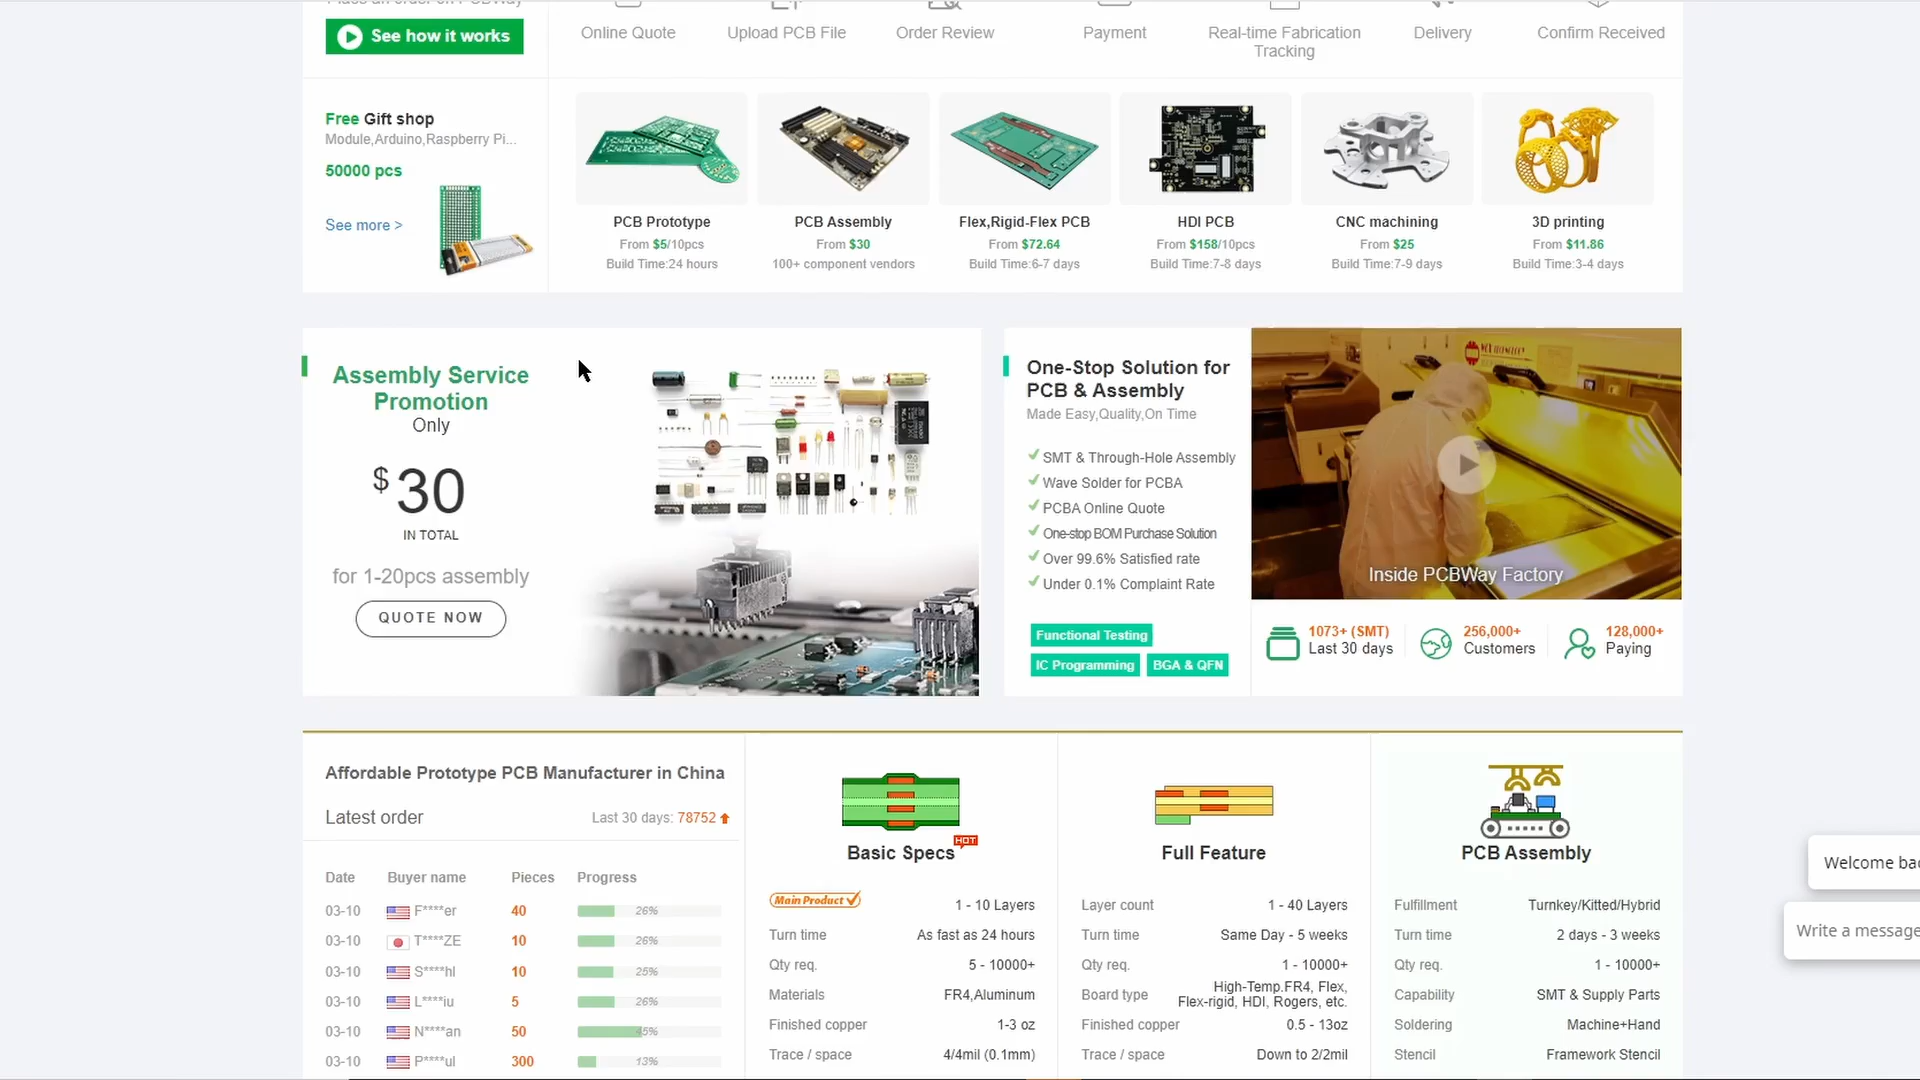 See how it works
Online Quote
Upload PCB File
Order Review
Payment
Real-time Fabrication
Tracking
Delivery
Confirm Received
Free Gift shop
Module,Arduino,Raspberry Pi...
50000 pcs
See more >
PCB Prototype
From $5/10pcs
Build Time:24 hours
PCB Assembly
From $30
100+ component vendors
Flex,Rigid-Flex PCB
From $72.64
Build Time:6-7 days
HDI PCB
From $158/10pcs
Build Time:7-8 days
CNC machining
From $25
Build Time:7-9 days
3D printing
From $11.86
Build Time:3-4 days
Assembly Service
Promotion
Only
$30
IN TOTAL
for 1-20pcs assembly
QUOTE NOW
One-Stop Solution for
PCB & Assembly
Made Easy,Quality,On Time
SMT & Through-Hole Assembly
Wave Solder for PCBA
PCBA Online Quote
One-stop BOM Purchase Solution
Over 99.6% Satisfied rate
Under 0.1% Complaint Rate
Functional Testing
IC Programming
BGA & QFN
Inside PCBWay Factory
1073+ (SMT)
Last 30 days
256,000+
Customers
128,000+
Paying
Affordable Prototype PCB Manufacturer in China
Latest order
Last 30 days: 78752
Date Buyer name Pieces Progress
03-10 F****er 40 26%
03-10 T****ZE 10 26%
03-10 S****hl 10 25%
03-10 L****iu 5 26%
03-10 N****an 50 45%
03-10 P****ul 300 13%
HOT
Basic Specs
Main Product
1 - 10 Layers
Turn time As fast as 24 hours
Qty req. 5 - 10000+
Materials FR4,Aluminum
Finished copper 1-3 oz
Trace / space 4/4mil (0.1mm)
Full Feature
Layer count 1 - 40 Layers
Turn time Same Day - 5 weeks
Qty req. 1 - 10000+
Board type High-Temp.FR4, Flex,
Flex-rigid, HDI, Rogers, etc.
Finished copper 0.5 - 13oz
Trace / space Down to 2/2mil
PCB Assembly
Fulfillment Turnkey/Kitted/Hybrid
Turn time 2 days - 3 weeks
Qty req. 1 - 10000+
Capability SMT & Supply Parts
Soldering Machine+Hand
Stencil Framework Stencil
Welcome bac
Write a message